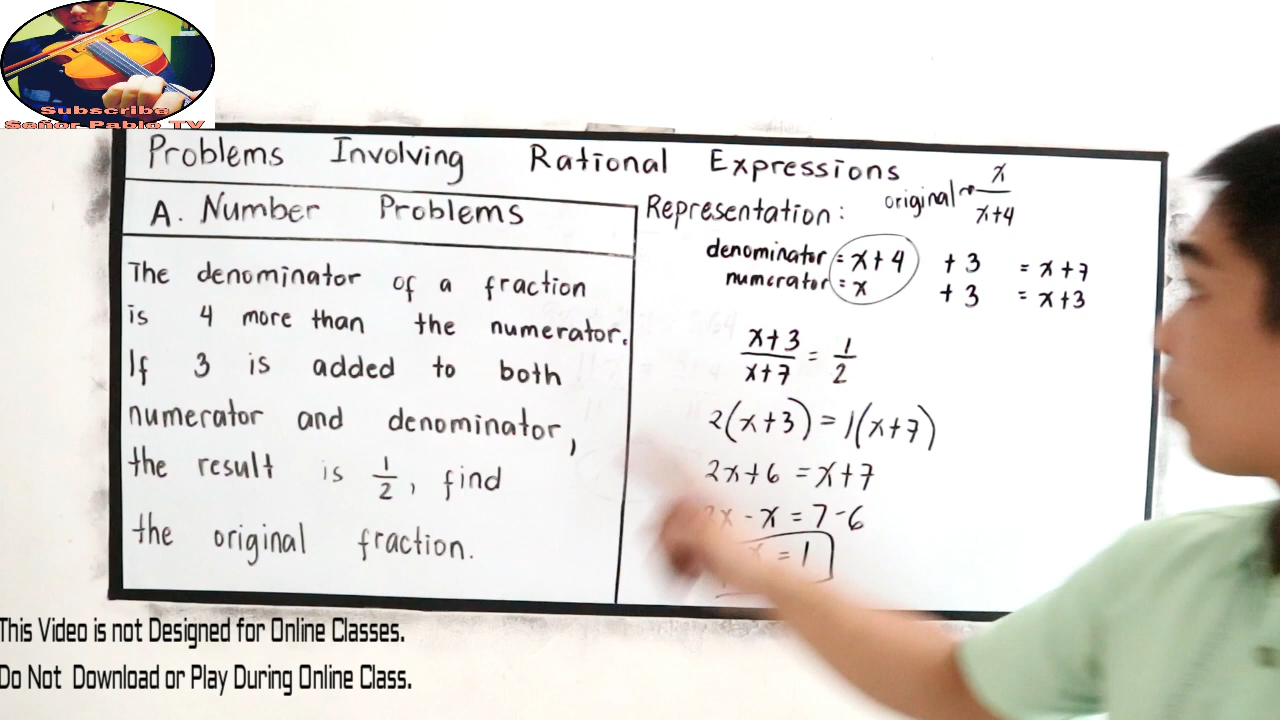 Subscribe
Señor Pablo TV
Problems Involving Rational Expressions
A. Number Problems
The denominator of a fraction
is 4 more than the numerator.
If 3 is added to both
numerator and denominator,
the result is 1/2, find
the original fraction.
Representation: original → x/x+4
denominator = x+4 +3 = x+7
numerator = x +3 = x+3
x+3/x+7 = 1/2
2(x+3) = 1(x+7)
2x+6 = x+7
x - x = 7-6
x = 1
This Video is not Designed for Online Classes.
Do Not Download or Play During Online Class.